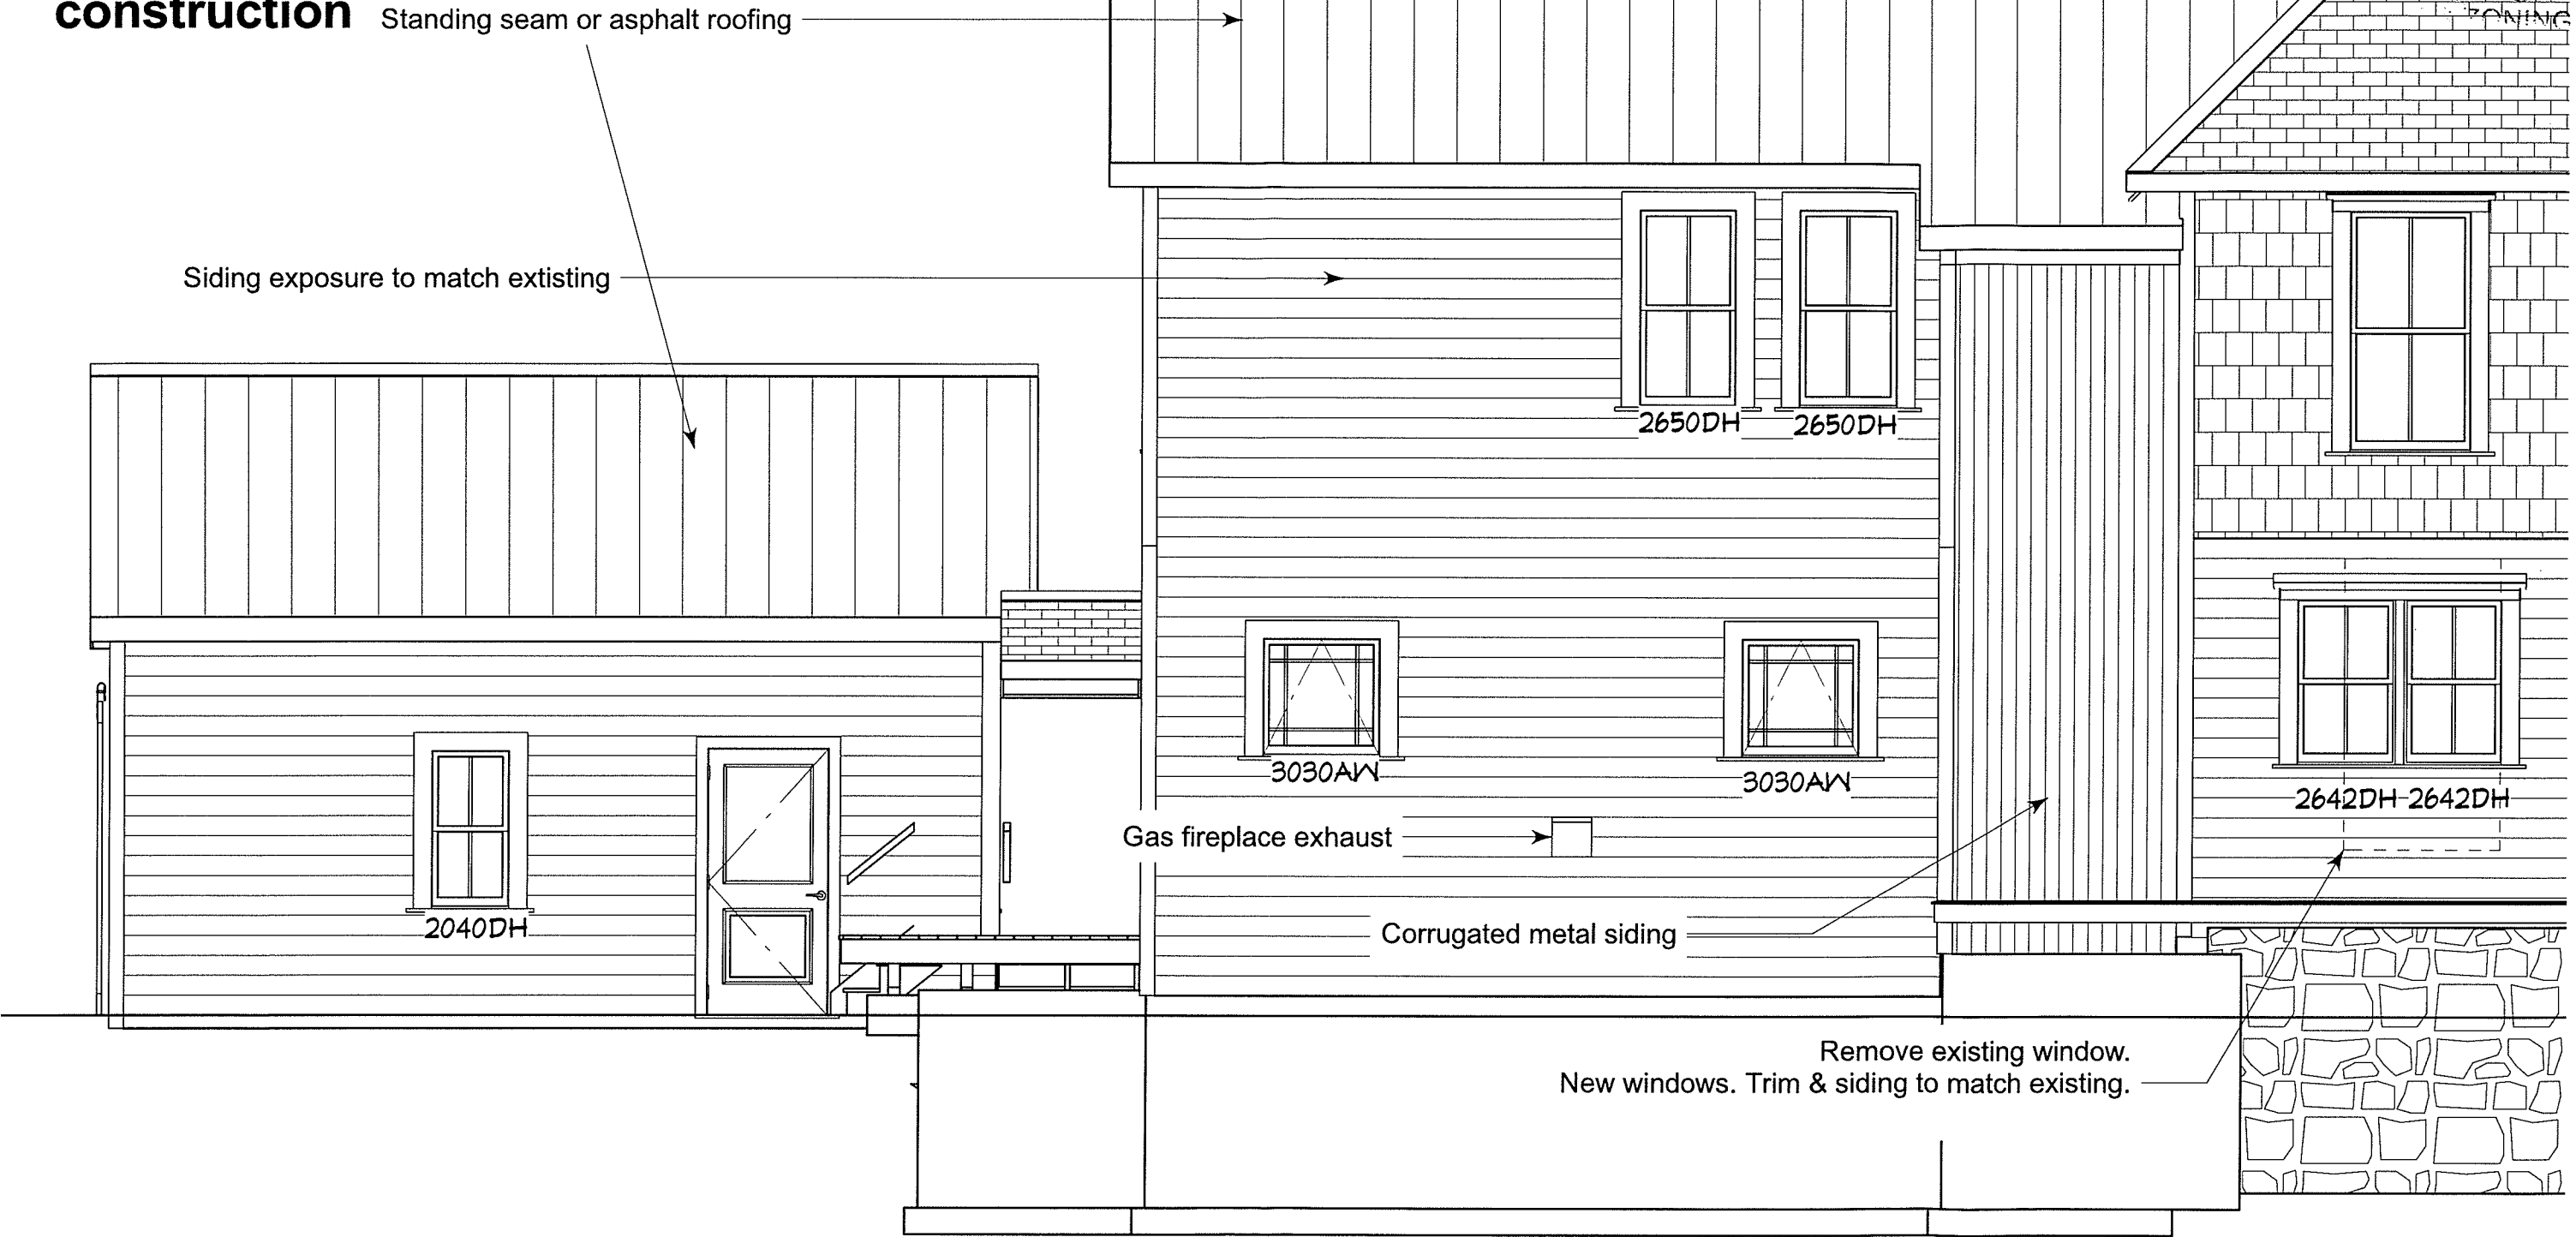 construction
Standing seam or asphalt roofing
ZONING
Siding exposure to match extisting
2650DH 2650DH
3030AW 3030AW
2642DH 2642DH
Gas fireplace exhaust
2040DH
Corrugated metal siding
Remove existing window.
New windows. Trim & siding to match existing.